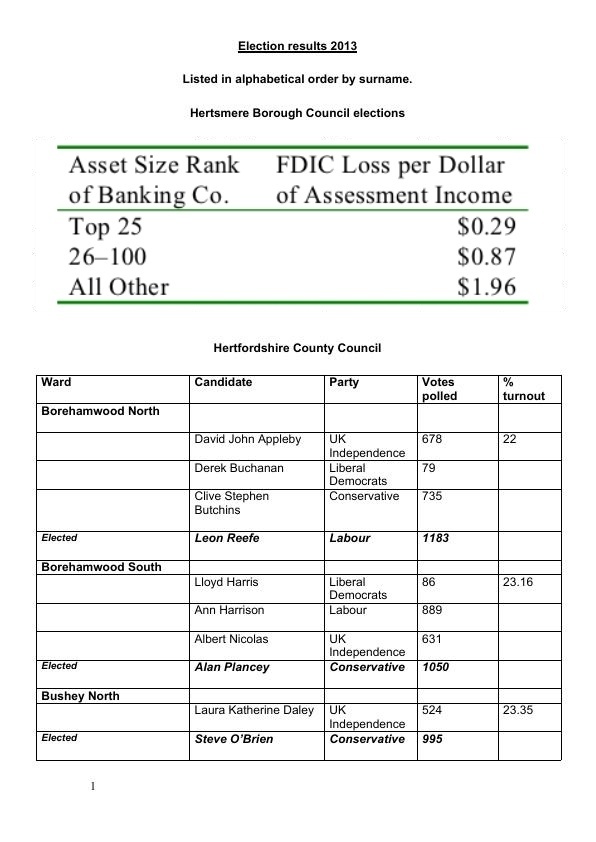 Election results 2013
Listed in alphabetical order by surname.
Hertsmere Borough Council elections
Asset Size Rank of Banking Co. FDIC Loss per Dollar of Assessment Income
Top 25 $0.29
26–100 $0.87
All Other $1.96
Hertfordshire County Council
Ward Candidate Party Votes polled % turnout
Borehamwood North
David John Appleby UK Independence 678 22
Derek Buchanan Liberal Democrats 79
Clive Stephen Butchins Conservative 735
Elected Leon Reefe Labour 1183
Borehamwood South
Lloyd Harris Liberal Democrats 86 23.16
Ann Harrison Labour 889
Albert Nicolas UK Independence 631
Elected Alan Plancey Conservative 1050
Bushey North
Laura Katherine Daley UK Independence 524 23.35
Elected Steve O’Brien Conservative 995
1